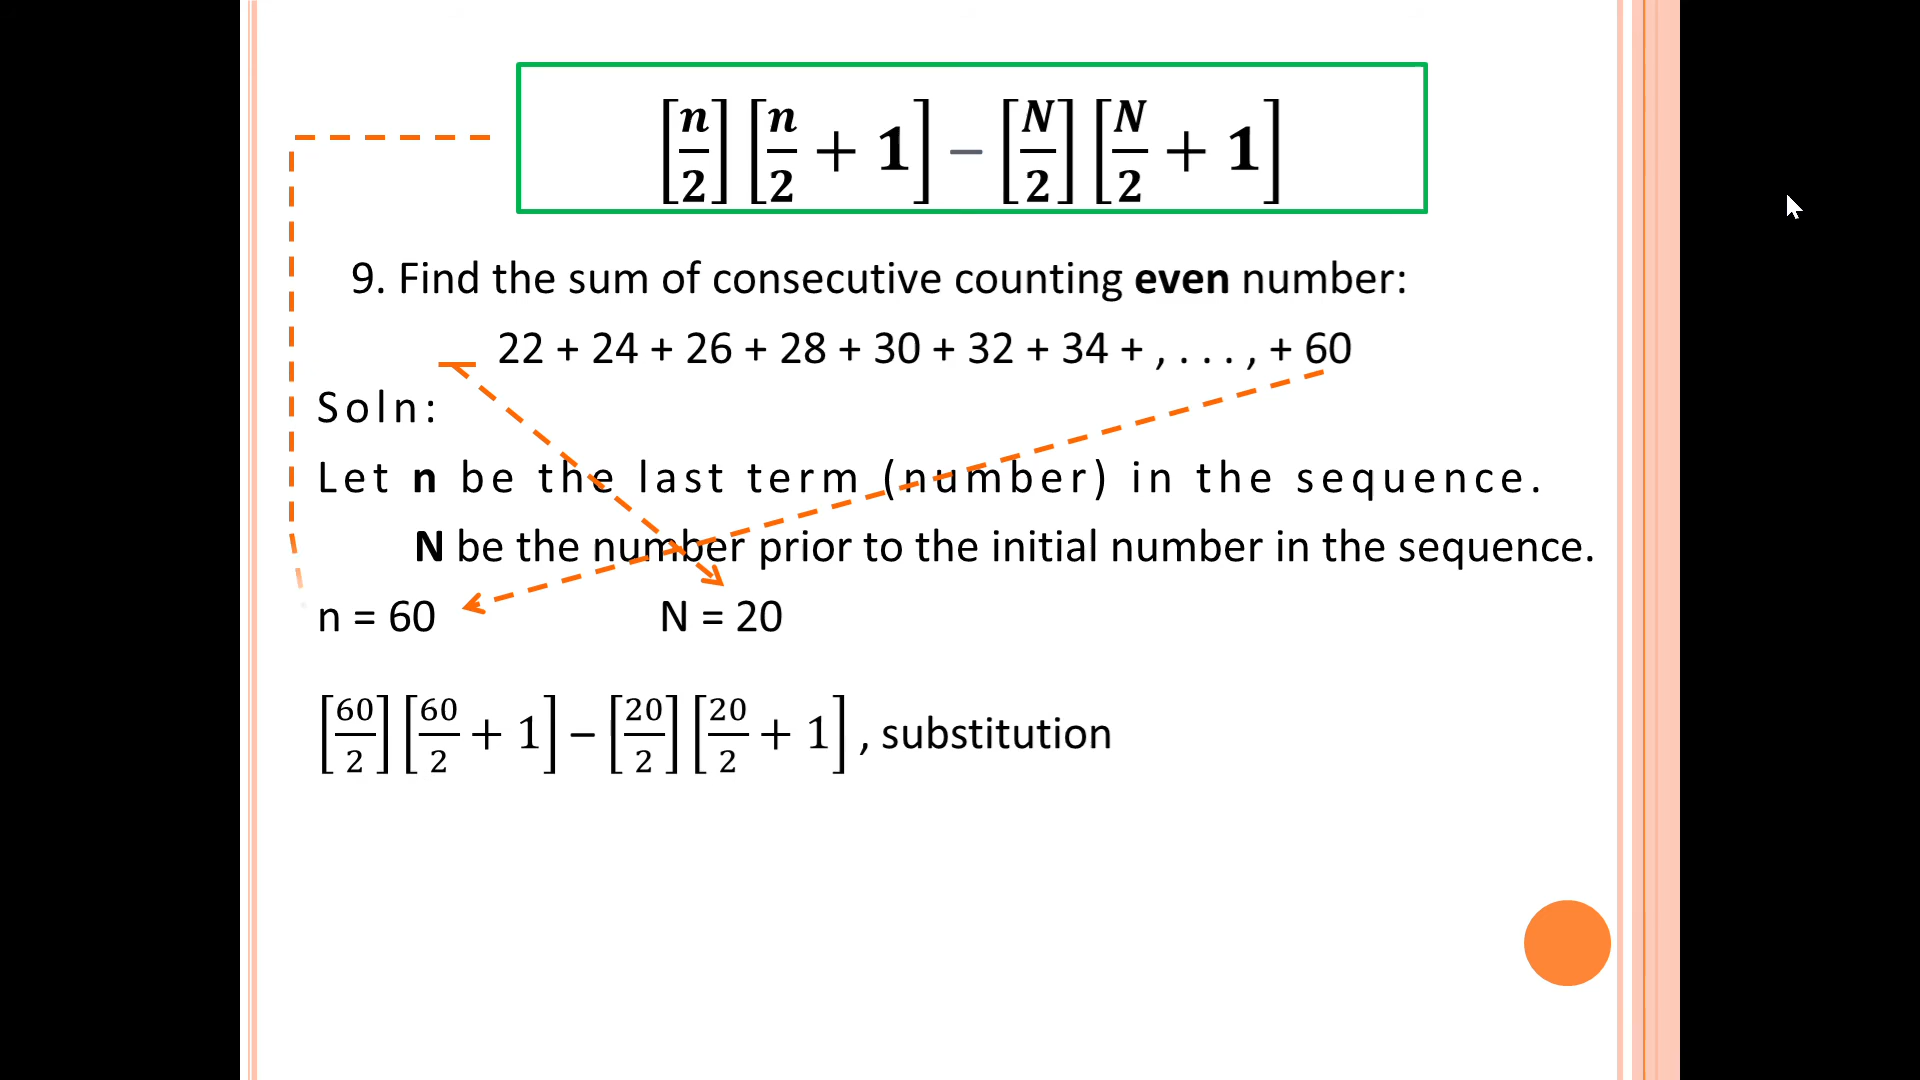 [n/2] [n/2 + 1] – [N/2] [N/2 + 1]
9. Find the sum of consecutive counting even number:
22 + 24 + 26 + 28 + 30 + 32 + 34 + , . . . , + 60
Soln:
Let n be the last term (number) in the sequence.
N be the number prior to the initial number in the sequence.
n = 60 N = 20
[60/2] [60/2 + 1] – [20/2] [20/2 + 1] , substitution